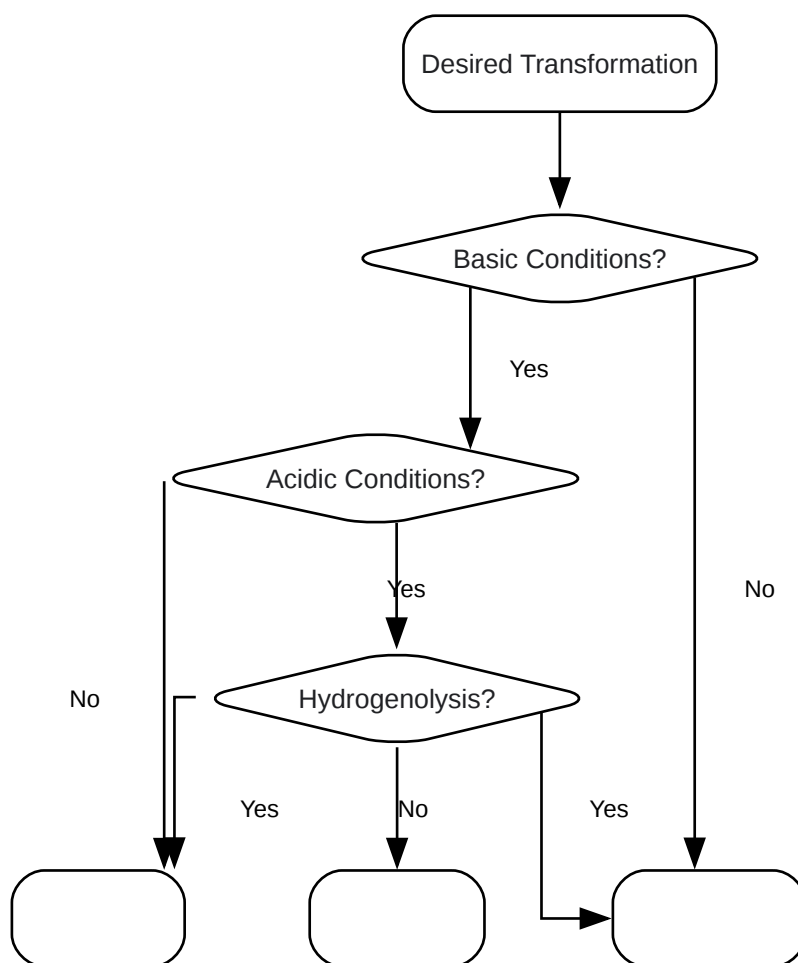 Desired Transformation
Basic Conditions?
Yes
Acidic Conditions?
Yes
No
Hydrogenolysis?
No
Yes
No
Yes